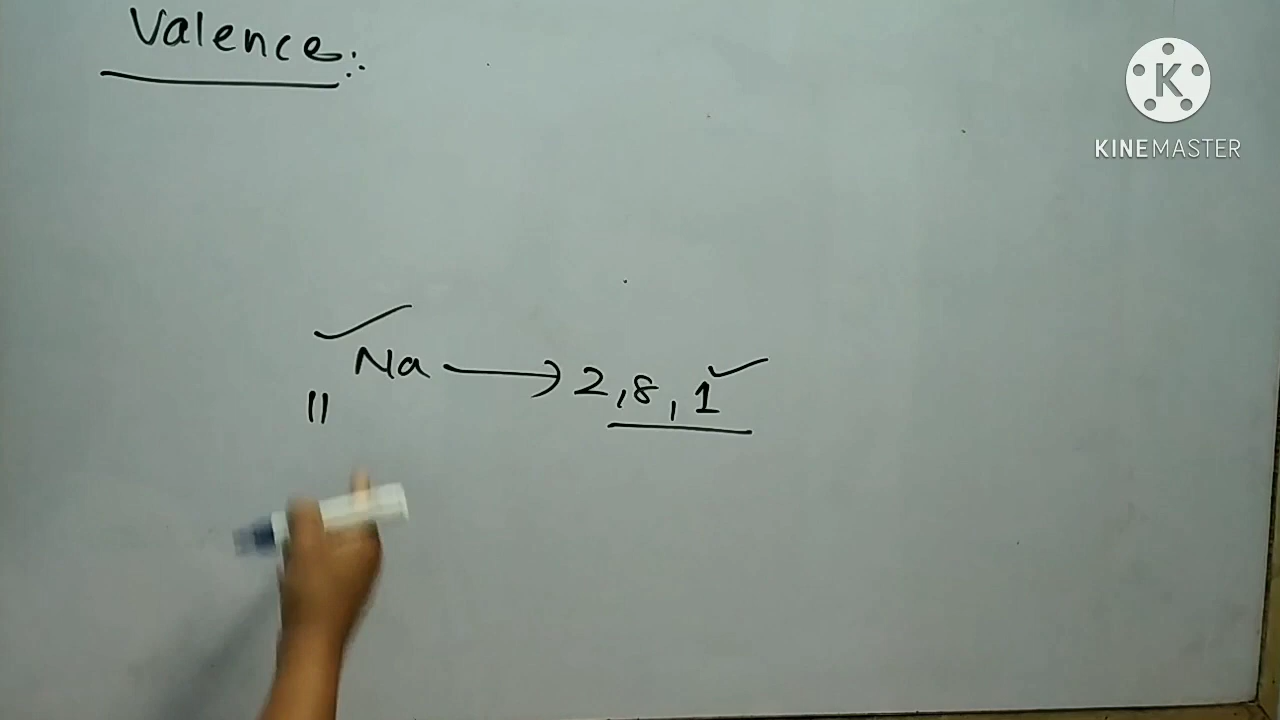 Valence:
K
KINEMASTER
Na → 2,8,1
11